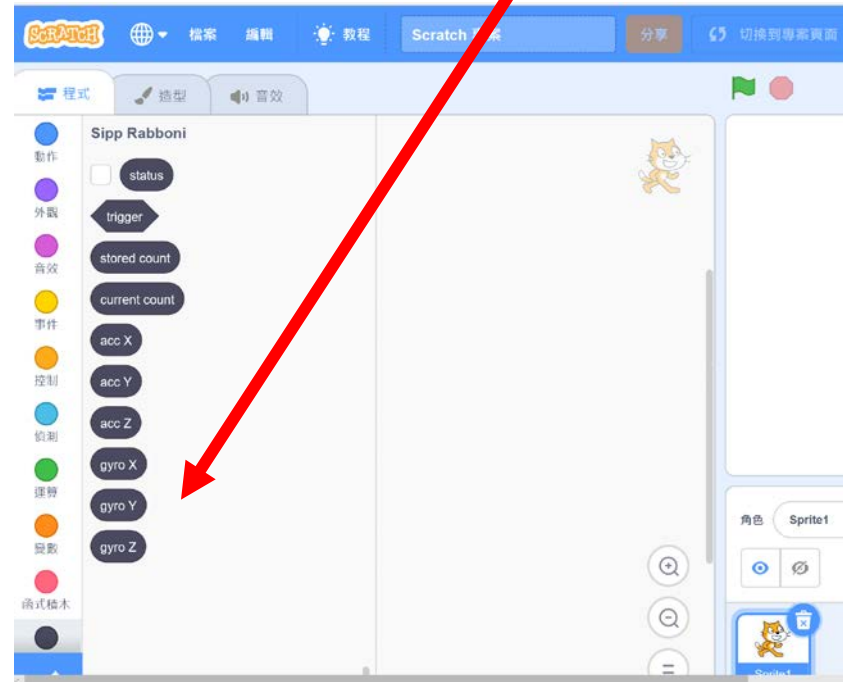 SCRATCH 檔案 編輯 教程 Scratch 分享 切換到專案頁面
程式 造型 音效
動作
外觀
音效
事件
控制
偵測
運算
變數
函式積木
Sipp Rabboni
status
trigger
stored count
current count
acc X
acc Y
acc Z
gyro X
gyro Y
gyro Z
角色 Sprite1
Sprite1